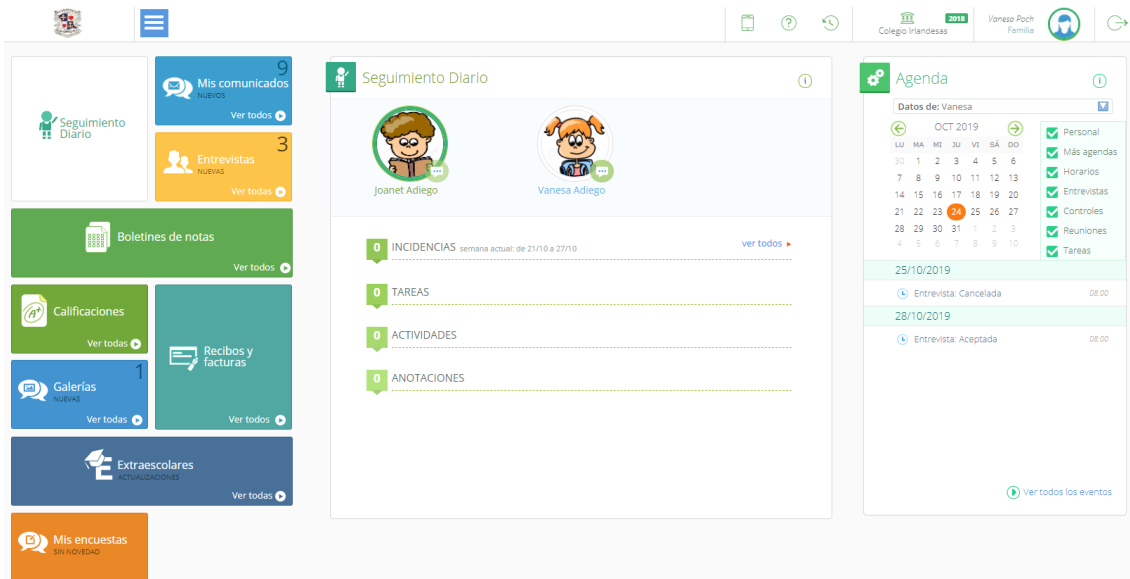 Colegio Irlandesas
2018
Vanesa Poch
Familia
Seguimiento
Diario
9
Mis comunicados
NUEVOS
Ver todos
3
Entrevistas
NUEVAS
Ver todas
Boletines de notas
Ver todos
A+
Calificaciones
Ver todas
Recibos y
facturas
Ver todos
1
Galerías
NUEVAS
Ver todas
Extraescolares
ACTUALIZACIONES
Ver todas
Mis encuestas
SIN NOVEDAD
Seguimiento Diario
Joanet Adiego
Vanesa Adiego
0 INCIDENCIAS semana actual: de 21/10 a 27/10 ver todos
0 TAREAS
0 ACTIVIDADES
0 ANOTACIONES
Agenda
Datos de: Vanesa
OCT 2019
LU MA MI JU VI SÁ DO
30 1 2 3 4 5 6
7 8 9 10 11 12 13
14 15 16 17 18 19 20
21 22 23 24 25 26 27
28 29 30 31 1 2 3
4 5 6 7 8 9 10
Personal
Más agendas
Horarios
Entrevistas
Controles
Reuniones
Tareas
25/10/2019
Entrevista: Cancelada 08:00
28/10/2019
Entrevista: Aceptada 08:00
Ver todos los eventos